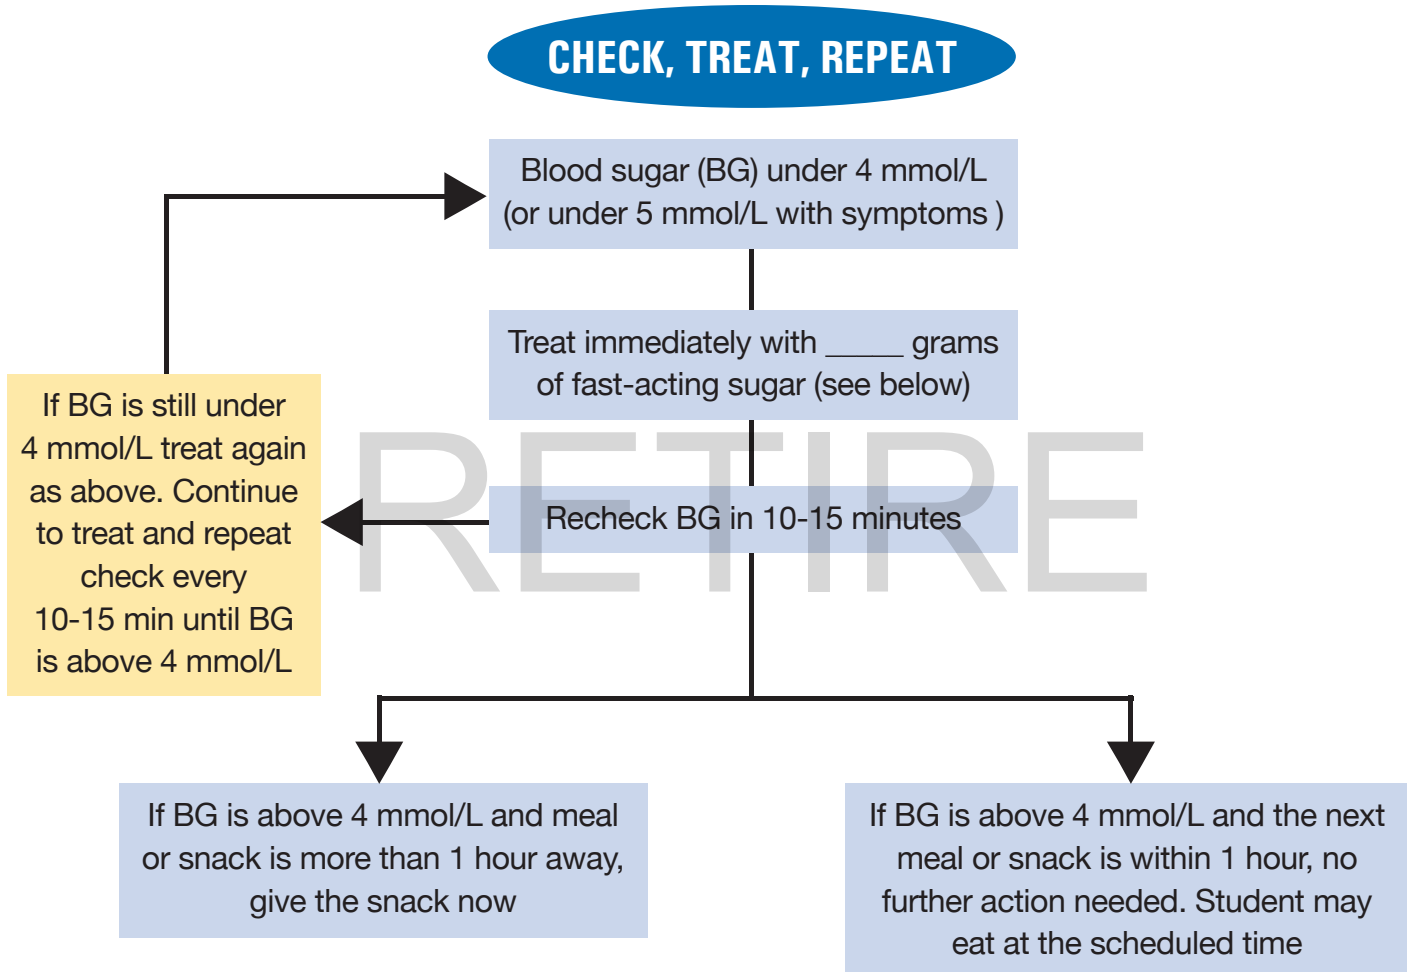 CHECK, TREAT, REPEAT
Blood sugar (BG) under 4 mmol/L
(or under 5 mmol/L with symptoms )
Treat immediately with _____ grams
of fast-acting sugar (see below)
If BG is still under
4 mmol/L treat again
as above. Continue
to treat and repeat
check every
10-15 min until BG
is above 4 mmol/L
RETIRE
Recheck BG in 10-15 minutes
If BG is above 4 mmol/L and meal
or snack is more than 1 hour away,
give the snack now
If BG is above 4 mmol/L and the next
meal or snack is within 1 hour, no
further action needed. Student may
eat at the scheduled time